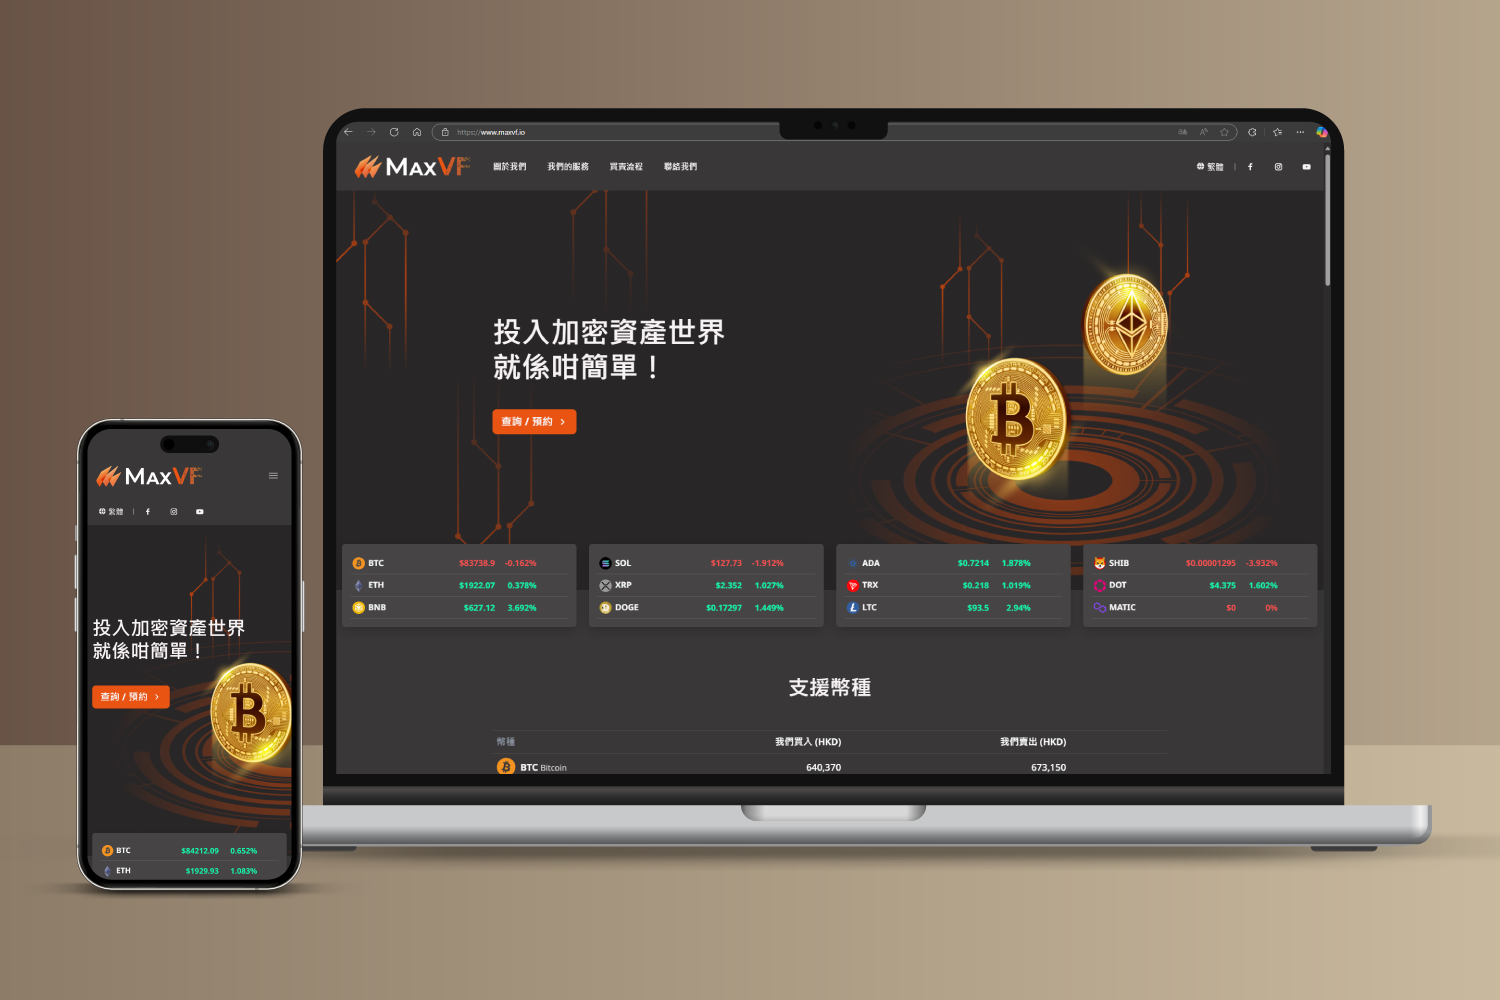 https://www.maxvf.io
MAXVF
關於我們 我們的服務 買賣流程 聯絡我們
繁體
投入加密資產世界
就係咁簡單！
查詢 / 預約
BTC $83738.9 -0.162%
ETH $1922.07 0.378%
BNB $627.12 3.692%
SOL $127.73 -1.912%
XRP $2.352 1.027%
DOGE $0.17297 1.449%
ADA $0.7214 1.878%
TRX $0.218 1.019%
LTC $93.5 2.94%
SHIB $0.00001295 -3.932%
DOT $4.375 1.602%
MATIC $0 0%
支援幣種
幣種 我們買入 (HKD) 我們賣出 (HKD)
BTC Bitcoin 640,370 673,150
MAXVF
繁體
投入加密資產世界
就係咁簡單！
查詢 / 預約
BTC $84212.09 0.652%
ETH $1929.93 1.083%